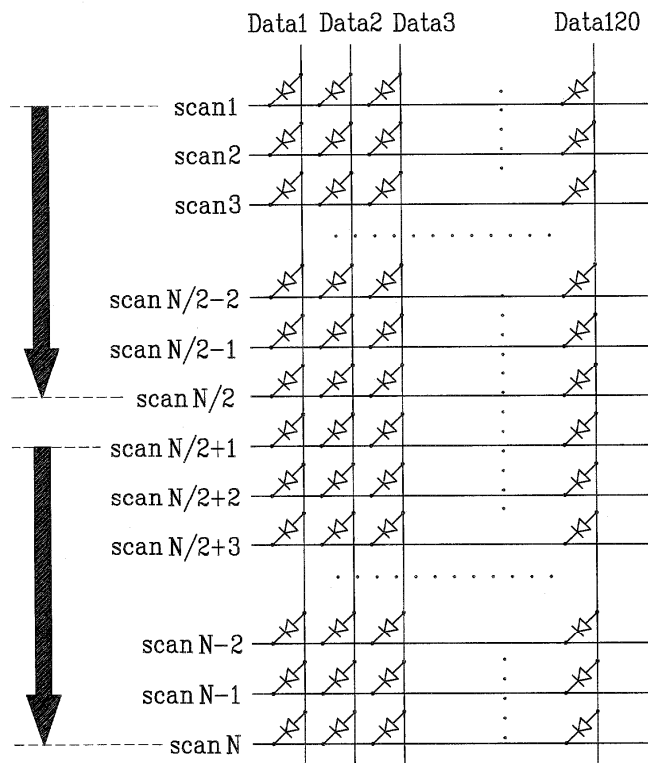 Data1 Data2 Data3 Data120
scan1
scan2
scan3
scan N/2-2
scan N/2-1
scan N/2
scan N/2+1
scan N/2+2
scan N/2+3
scan N-2
scan N-1
scan N